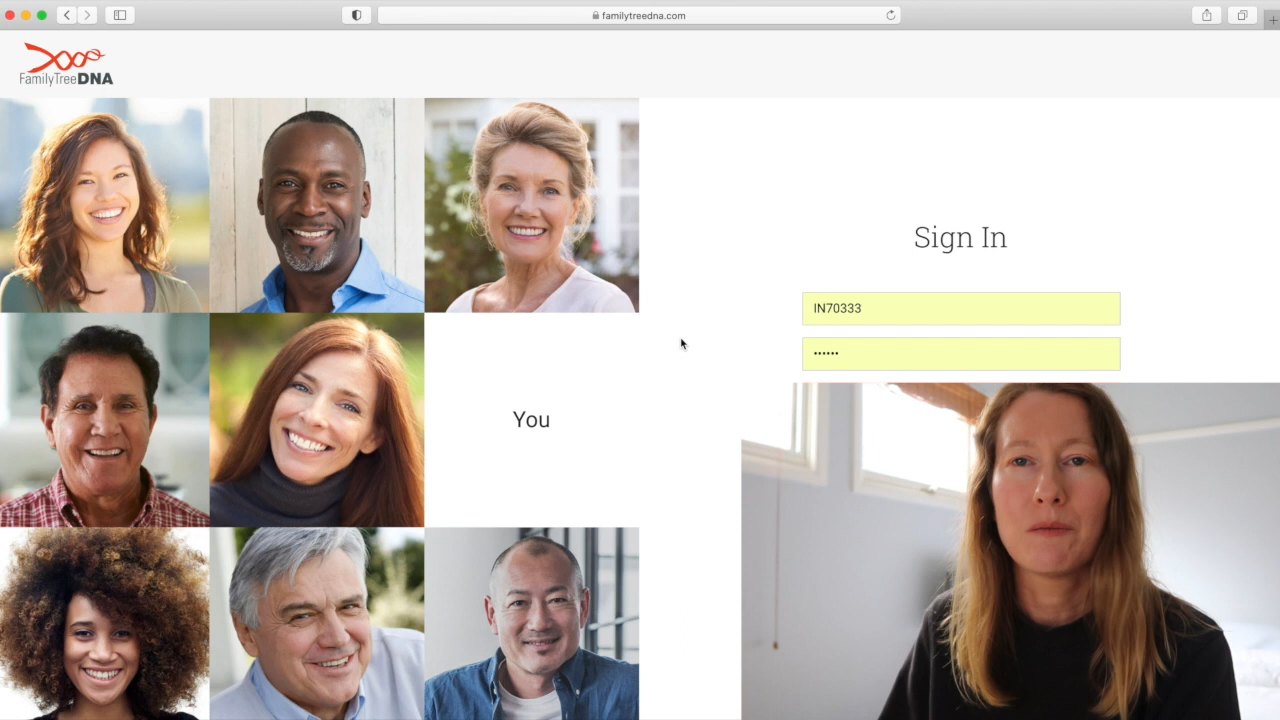 familytreedna.com
FamilyTreeDNA
Sign In
IN70333
••••••
You